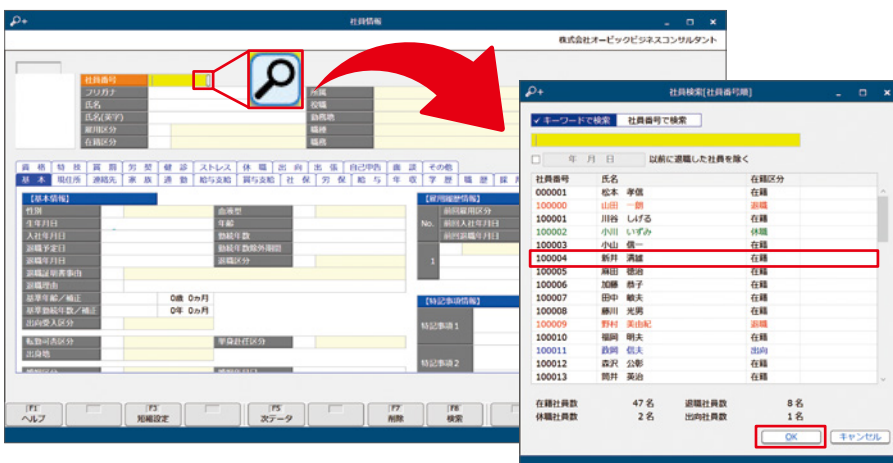 社員情報
株式会社オービックビジネスコンサルタント
社員番号
フリガナ
所属
氏名
役職
氏名(英字)
勤務地
雇用区分
職種
在籍区分
職務
資格 特技 賞罰 労契 健診 ストレス 休職 出向 出張 自己申告 面談 その他
基本 現住所 連絡先 家族 通勤 給与支給 賞与支給 社保 労保 給与 年収 学歴 職歴
【基本情報】
【雇用履歴情報】
性別
血液型
前回雇用区分
生年月日
年齢
No.
前回入社年月日
入社年月日
勤続年数
前回退職年月日
退職予定日
勤続年数除外期間
退職年月日
退職区分
1
退職証明書事由
退職理由
基準年齢/補正
0歳 0ヵ月
【特記事項情報】
基準勤続年数/補正
0年 0ヵ月
出向受入区分
特記事項1
転勤可否区分
単身赴任区分
出身地
特記事項2
F1
ヘルプ
F3
短縮設定
F5
次データ
F7
削除
F8
検索
社員検索[社員番号順]
キーワードで検索
社員番号で検索
年 月 日 以前に退職した社員を除く
社員番号 氏名 在籍区分
000001 松本 孝信 在籍
100000 山田 一朗 退職
100001 川谷 しげる 在籍
100002 小川 いずみ 休職
100003 小山 信一 在籍
100004 新井 満雄 在籍
100005 麻田 徳治 在籍
100006 加藤 恭子 在籍
100007 田中 敏夫 在籍
100008 藤川 光男 在籍
100009 野村 美由紀 退職
100010 福岡 明夫 在籍
100011 政岡 信夫 出向
100012 森沢 公彰 在籍
100013 筒井 英治 在籍
在籍社員数 47名 退職社員数 8名
休職社員数 2名 出向社員数 1名
OK
キャンセル